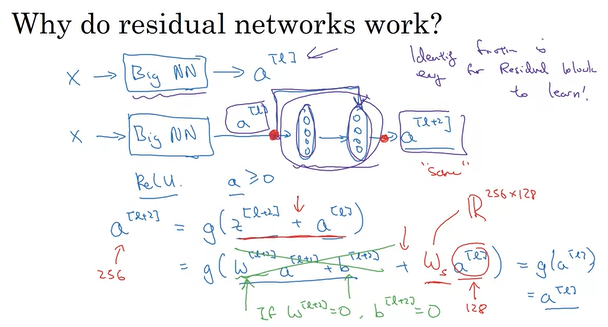 Why do residual networks work?
X → Big NN → a^[l]
Identity function is
easy for Residual block
to learn!
X → Big NN → a^[l] → → a^[l+2]
"same"
ReLU. a ≥ 0
ℝ^256×128
a^[l+2] = g(z^[l+2] + a^[l])
256
= g(W^[l+2] a^[l+1] + b^[l+2] + W_s a^[l]) = g(a^[l])
128
= a^[l]
If W^[l+2] = 0, b^[l+2] = 0